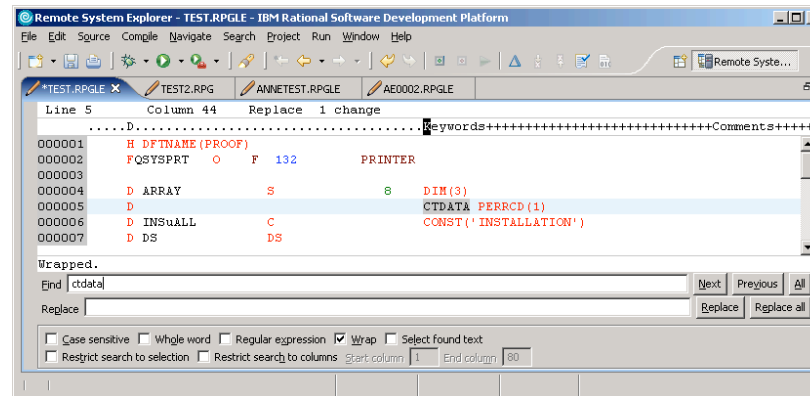 Remote System Explorer - TEST.RPGLE - IBM Rational Software Development Platform
File Edit Source Compile Navigate Search Project Run Window Help
Remote Syste...
*TEST.RPGLE TEST2.RPG ANNETEST.RPGLE AE0002.RPGLE
Line 5 Column 44 Replace 1 change
.....D.....................................Keywords+++++++++++++++++++++++++++++Comments+++++
000001 H DFTNAME(PROOF)
000002 FQSYSPRT O F 132 PRINTER
000003
000004 D ARRAY S 8 DIM(3)
000005 D CTDATA PERRCD(1)
000006 D INSuALL C CONST('INSTALLATION')
000007 D DS DS
Wrapped.
Find ctdata Next Previous All
Replace Replace Replace all
Case sensitive Whole word Regular expression Wrap Select found text
Restrict search to selection Restrict search to columns Start column 1 End column 80